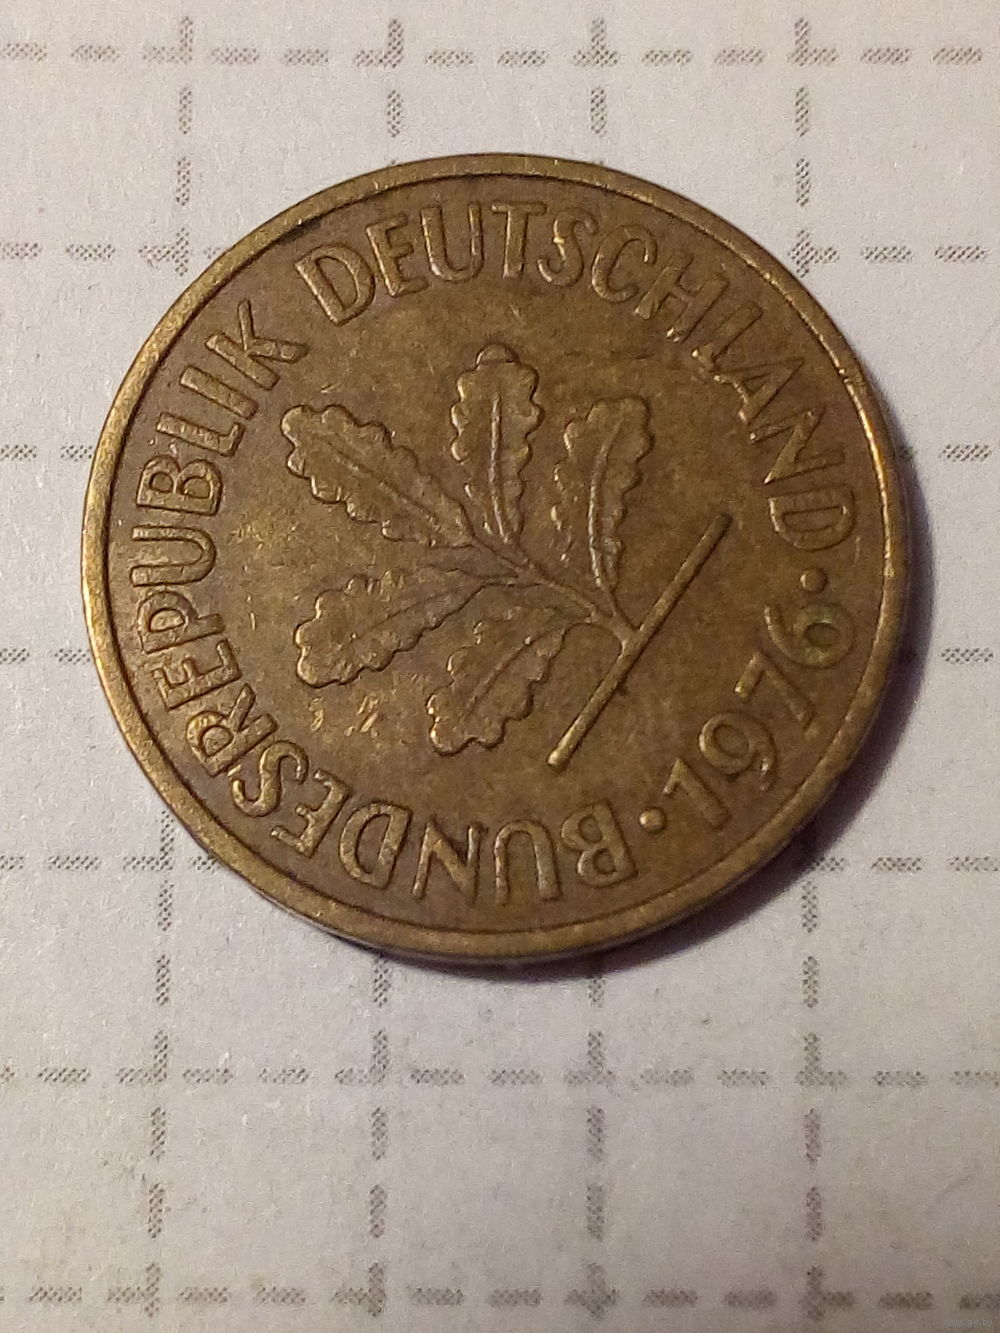 BUNDESREPUBLIK DEUTSCHLAND · 1976 ·